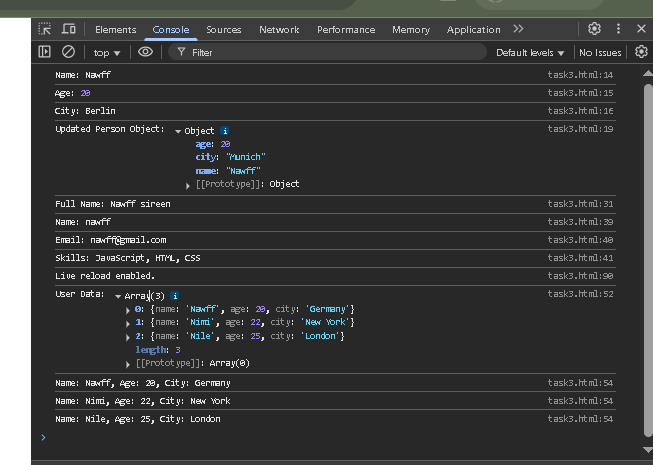 Elements Console Sources Network Performance Memory Application
top Filter Default levels No Issues
Name: Nawff task3.html:14
Age: 20 task3.html:15
City: Berlin task3.html:16
Updated Person Object: Object task3.html:19
age: 20
city: "Munich"
name: "Nawff"
[[Prototype]]: Object
Full Name: Nawff sireen task3.html:31
Name: nawff task3.html:39
Email: nawff@gmail.com task3.html:40
Skills: JavaScript, HTML, CSS task3.html:41
Live reload enabled. task3.html:90
User Data: Array(3) task3.html:52
0: {name: 'Nawff', age: 20, city: 'Germany'}
1: {name: 'Nimi', age: 22, city: 'New York'}
2: {name: 'Nile', age: 25, city: 'London'}
length: 3
[[Prototype]]: Array(0)
Name: Nawff, Age: 20, City: Germany task3.html:54
Name: Nimi, Age: 22, City: New York task3.html:54
Name: Nile, Age: 25, City: London task3.html:54